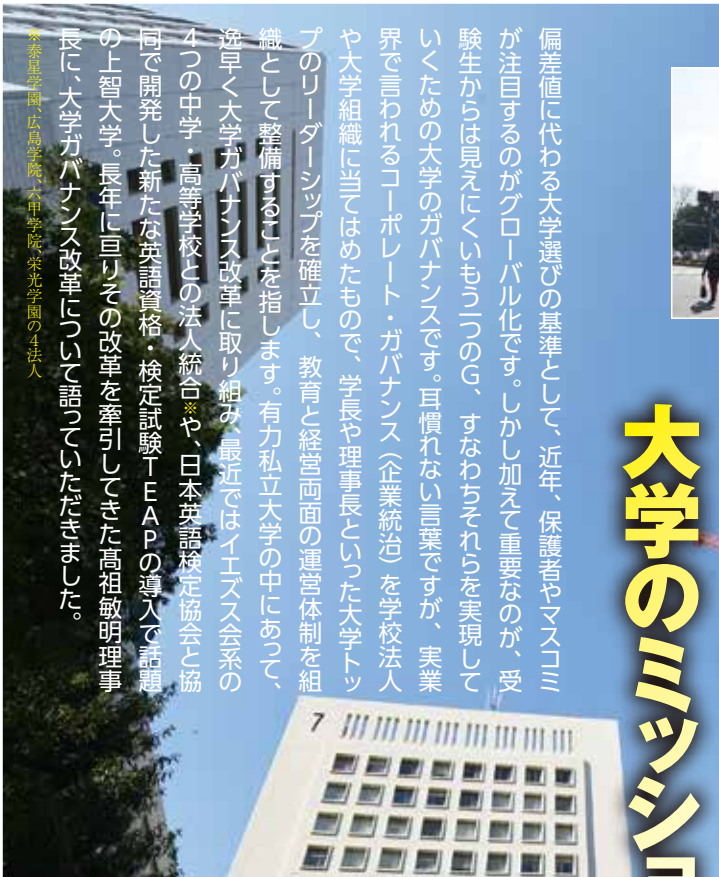 大学のミッショ
偏差値に代わる大学選びの基準として、近年、保護者やマスコミ
が注目するのがグローバル化です。しかし加えて重要なのが、受
験生からは見えにくいもう一つのG、すなわちそれらを実現して
いくための大学のガバナンスです。耳慣れない言葉ですが、実業
界で言われるコーポレート・ガバナンス（企業統治）を学校法人
や大学組織に当てはめたもので、学長や理事長といった大学トッ
プのリーダーシップを確立し、教育と経営両面の運営体制を組
織として整備することを指します。有力私立大学の中にあって、
逸早く大学ガバナンス改革に取り組み、最近ではイエズス会系の
4つの中学・高等学校との法人統合※や、日本英語検定協会と協
同で開発した新たな英語資格・検定試験TEAPの導入で話題
の上智大学。長年に亘りその改革を牽引してきた髙祖敏明理事
長に、大学ガバナンス改革について語っていただきました。
※泰星学園、広島学院、六甲学院、栄光学園の4法人
7